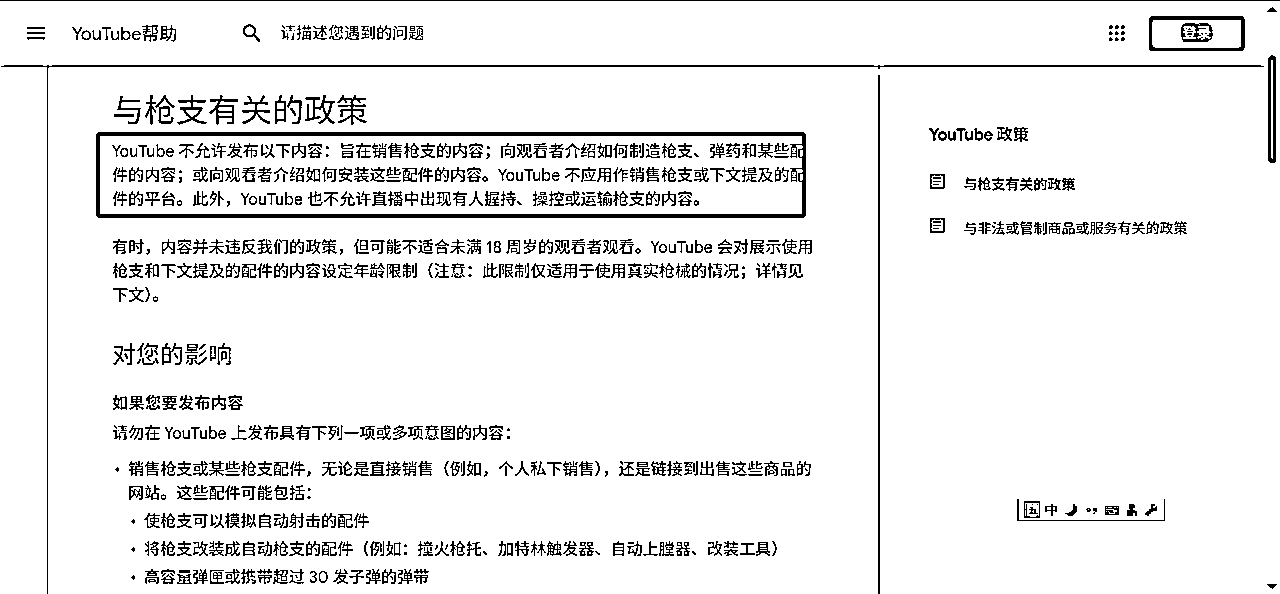 YouTube帮助
请描述您遇到的问题
登录
与枪支有关的政策
YouTube 不允许发布以下内容：旨在销售枪支的内容；向观看者介绍如何制造枪支、弹药和某些配
件的内容；或向观看者介绍如何安装这些配件的内容。YouTube 不应用作销售枪支或下文提及的配
件的平台。此外，YouTube 也不允许直播中出现有人握持、操控或运输枪支的内容。
有时，内容并未违反我们的政策，但可能不适合未满 18 周岁的观看者观看。YouTube 会对展示使用
枪支和下文提及的配件的内容设定年龄限制（注意：此限制仅适用于使用真实枪械的情况；详情见
下文）。
对您的影响
如果您要发布内容
请勿在 YouTube 上发布具有下列一项或多项意图的内容：
• 销售枪支或某些枪支配件，无论是直接销售（例如，个人私下销售），还是链接到出售这些商品的
网站。这些配件可能包括：
• 使枪支可以模拟自动射击的配件
• 将枪支改装成自动枪支的配件（例如：撞火枪托、加特林触发器、自动上膛器、改装工具）
• 高容量弹匣或携带超过 30 发子弹的弹带
YouTube 政策
与枪支有关的政策
与非法或管制商品或服务有关的政策
五 中